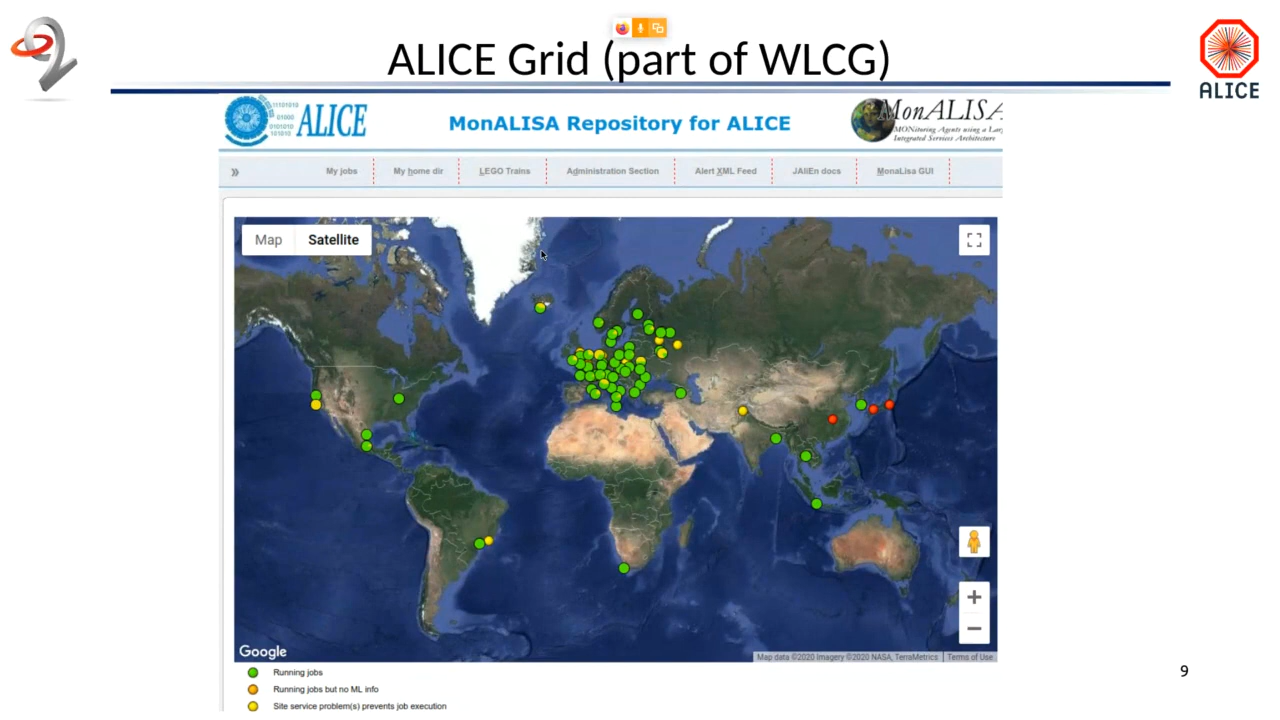 ALICE Grid (part of WLCG)
ALICE
ALICE
MonALISA Repository for ALICE
MonALISA
MONitoring Agents using a Lar
Integrated Services Architecture
» My jobs My home dir LEGO Trains Administration Section Alert XML Feed JAliEn docs MonaLisa GUI
Map Satellite
Google
Map data ©2020 Imagery ©2020 NASA, TerraMetrics Terms of Use
Running jobs
Running jobs but no ML info
Site service problem(s) prevents job execution
9